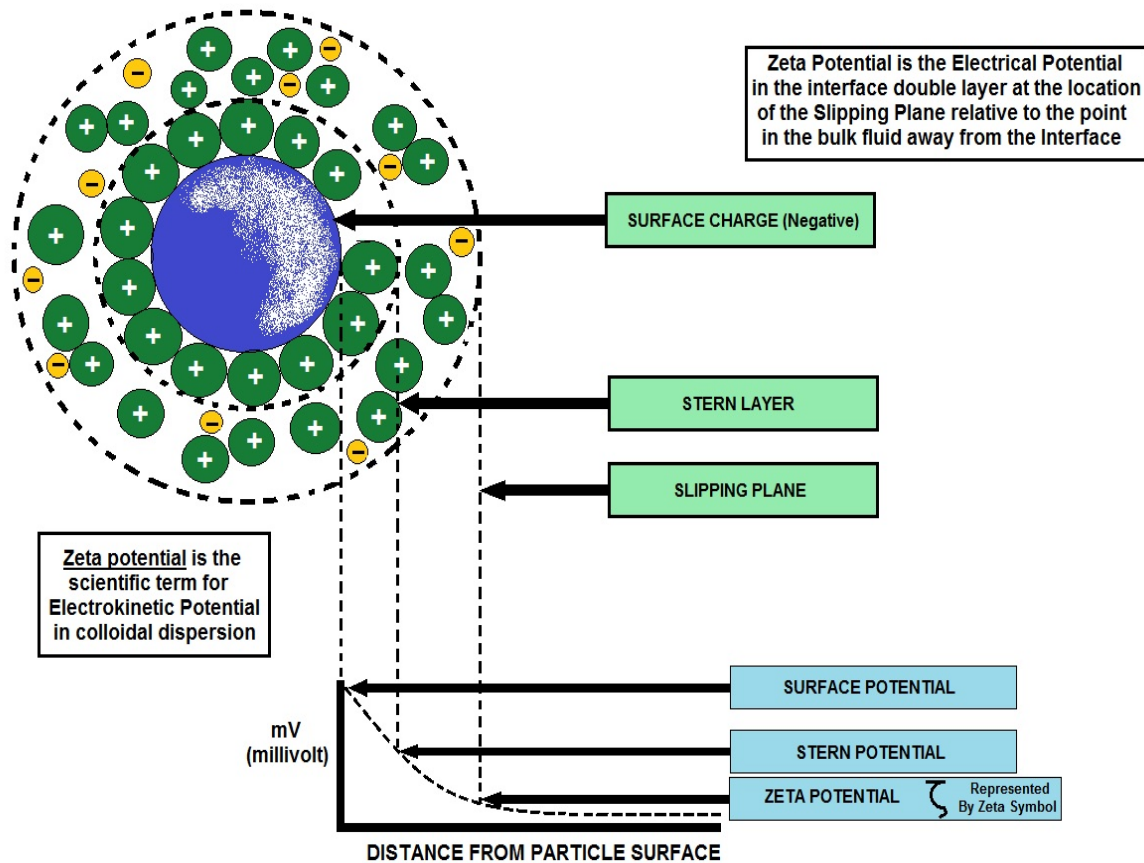 Zeta Potential is the Electrical Potential
in the interface double layer at the location
of the Slipping Plane relative to the point
in the bulk fluid away from the Interface
SURFACE CHARGE (Negative)
STERN LAYER
SLIPPING PLANE
Zeta potential is the
scientific term for
Electrokinetic Potential
in colloidal dispersion
mV
(millivolt)
SURFACE POTENTIAL
STERN POTENTIAL
ZETA POTENTIAL ζ Represented
By Zeta Symbol
DISTANCE FROM PARTICLE SURFACE